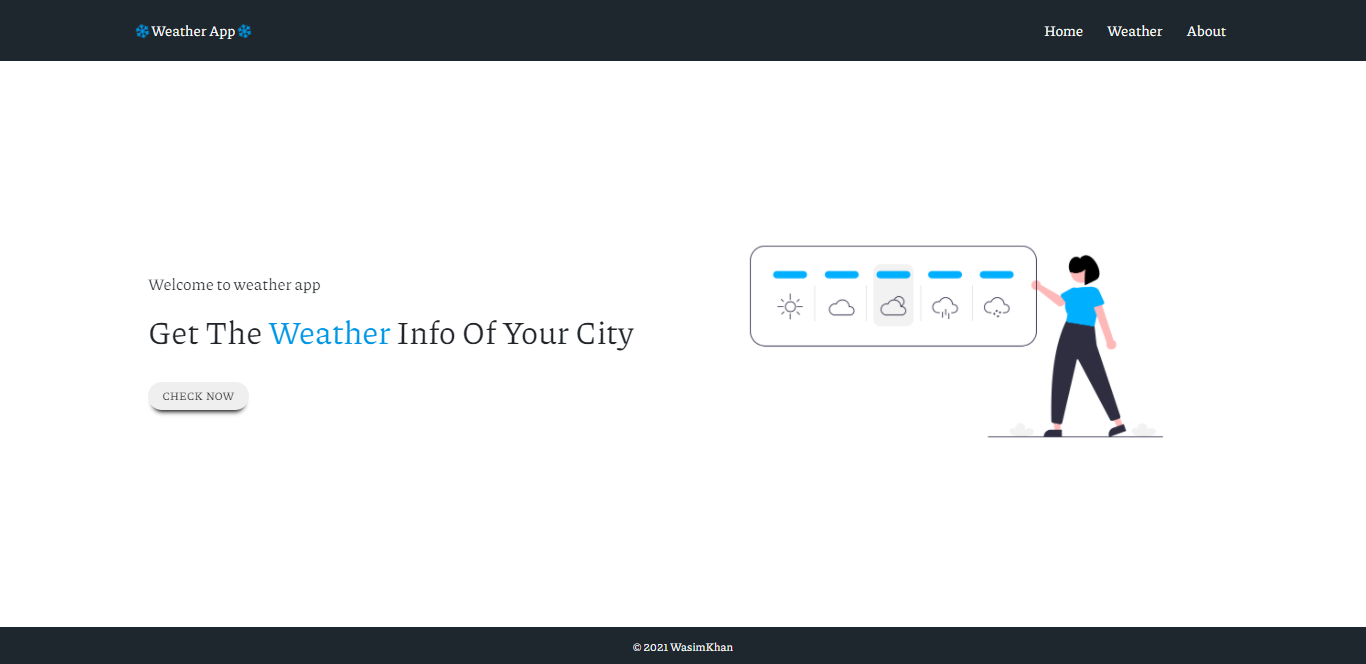 Weather App
Home Weather About
Welcome to weather app
Get The Weather Info Of Your City
CHECK NOW
© 2021 WasimKhan